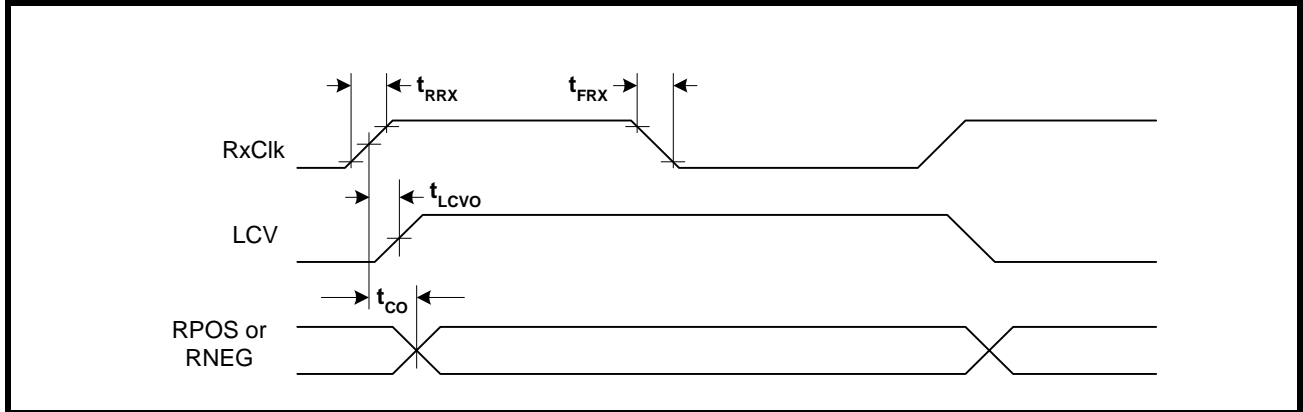 tRRX
tFRX
RxClk
tLCVO
LCV
tCO
RPOS or
RNEG